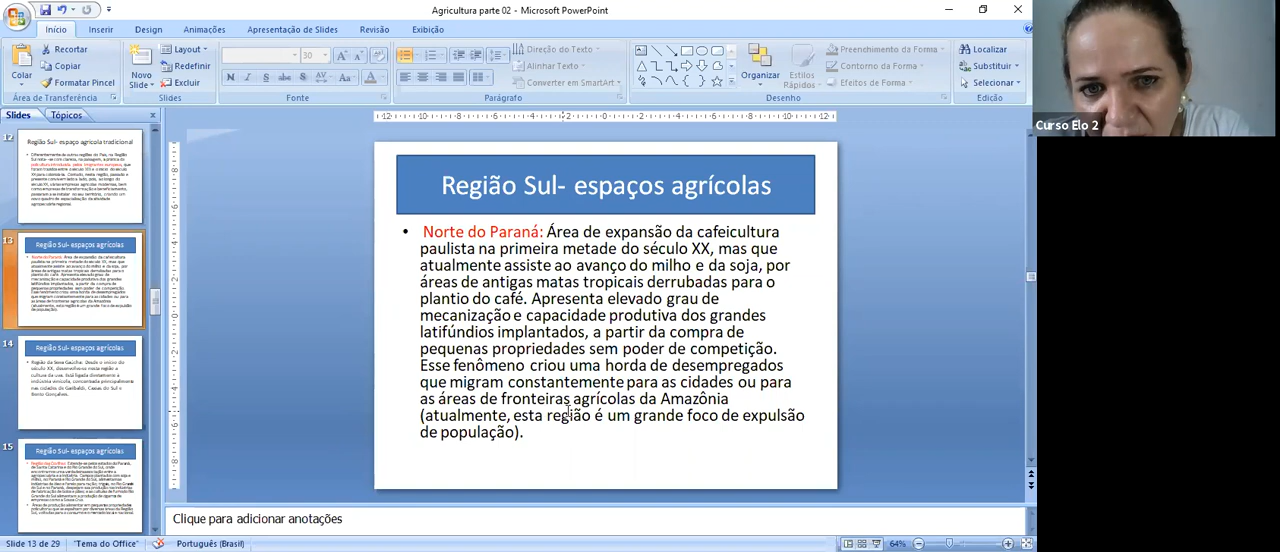 Agricultura parte 02 - Microsoft PowerPoint
Início Inserir Design Animações Apresentação de Slides Revisão Exibição
Colar
Recortar
Copiar
Formatar Pincel
Área de Transferência
Novo
Slide
Layout
Redefinir
Excluir
Slides
30
N I S abc S AV Aa A
Fonte
Parágrafo
Direção do Texto
Alinhar Texto
Converter em SmartArt
Organizar
Estilos
Rápidos
Preenchimento da Forma
Contorno da Forma
Efeitos de Forma
Desenho
Localizar
Substituir
Selecionar
Edição
Curso Elo 2
Slides Tópicos
12
Região Sul- espaço agrícola tradicional
13
Região Sul- espaços agrícolas
14
Região Sul- espaços agrícolas
15
Região Sul- espaços agrícolas
Região Sul- espaços agrícolas
• Norte do Paraná: Área de expansão da cafeicultura
paulista na primeira metade do século XX, mas que
atualmente assiste ao avanço do milho e da soja, por
áreas de antigas matas tropicais derrubadas para o
plantio do café. Apresenta elevado grau de
mecanização e capacidade produtiva dos grandes
latifúndios implantados, a partir da compra de
pequenas propriedades sem poder de competição.
Esse fenômeno criou uma horda de desempregados
que migram constantemente para as cidades ou para
as áreas de fronteiras agrícolas da Amazônia
(atualmente, esta região é um grande foco de expulsão
de população).
Clique para adicionar anotações
Slide 13 de 29 "Tema do Office" Português (Brasil) 64%